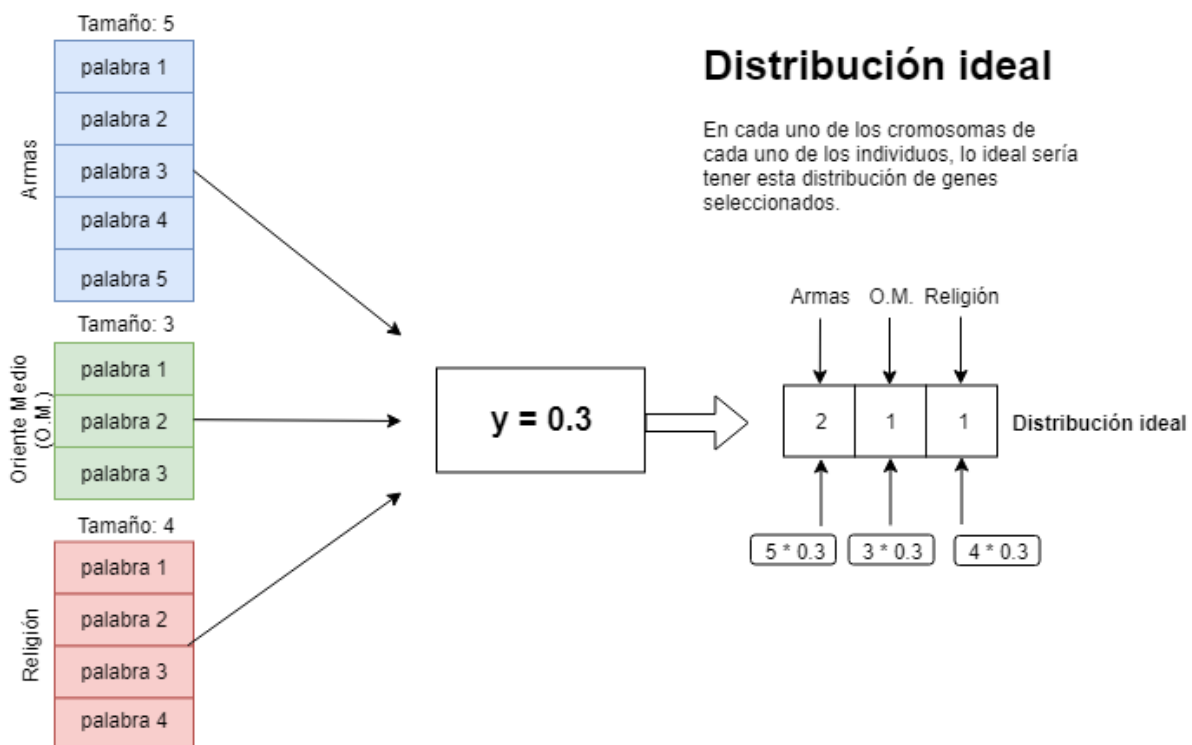 Tamaño: 5
Armas
palabra 1
palabra 2
palabra 3
palabra 4
palabra 5
Tamaño: 3
Oriente Medio
(O.M.)
palabra 1
palabra 2
palabra 3
Tamaño: 4
Religión
palabra 1
palabra 2
palabra 3
palabra 4
y = 0.3
Distribución ideal
En cada uno de los cromosomas de
cada uno de los individuos, lo ideal sería
tener esta distribución de genes
seleccionados.
Armas O.M. Religión
2 1 1 Distribución ideal
5 * 0.3 3 * 0.3 4 * 0.3